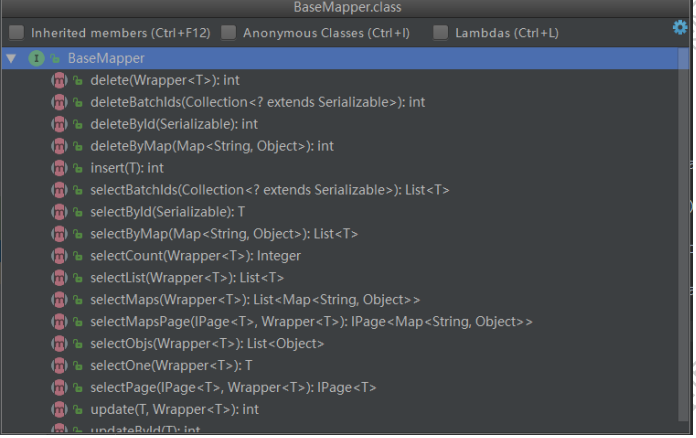 BaseMapper.class
Inherited members (Ctrl+F12) Anonymous Classes (Ctrl+I) Lambdas (Ctrl+L)
BaseMapper
delete(Wrapper<T>): int
deleteBatchIds(Collection<? extends Serializable>): int
deleteById(Serializable): int
deleteByMap(Map<String, Object>): int
insert(T): int
selectBatchIds(Collection<? extends Serializable>): List<T>
selectById(Serializable): T
selectByMap(Map<String, Object>): List<T>
selectCount(Wrapper<T>): Integer
selectList(Wrapper<T>): List<T>
selectMaps(Wrapper<T>): List<Map<String, Object>>
selectMapsPage(IPage<T>, Wrapper<T>): IPage<Map<String, Object>>
selectObjs(Wrapper<T>): List<Object>
selectOne(Wrapper<T>): T
selectPage(IPage<T>, Wrapper<T>): IPage<T>
update(T, Wrapper<T>): int
updateById(T): int